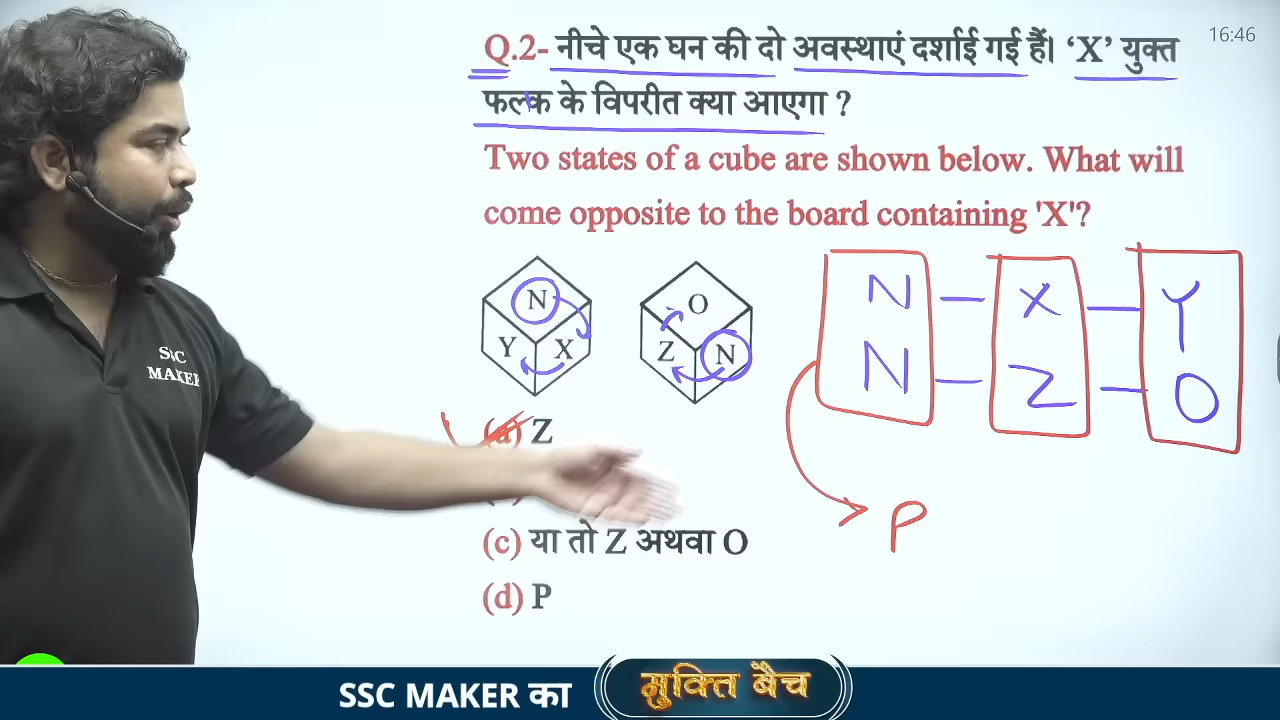 16:46
Q.2- नीचे एक घन की दो अवस्थाएं दर्शाई गई हैं। ‘X’ युक्त
फलक के विपरीत क्या आएगा ?
Two states of a cube are shown below. What will
come opposite to the board containing 'X'?
N
Y X
O
Z N
N — X — Y
N — Z — O
P
(a) Z
(c) या तो Z अथवा O
(d) P
SSC
MAKER
SSC MAKER का मुक्ति बैच